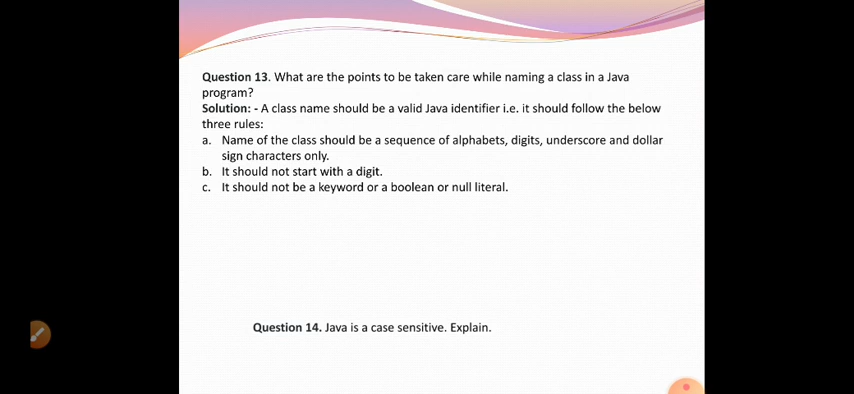 Question 13. What are the points to be taken care while naming a class in a Java
program?
Solution: - A class name should be a valid Java identifier i.e. it should follow the below
three rules:
a. Name of the class should be a sequence of alphabets, digits, underscore and dollar
sign characters only.
b. It should not start with a digit.
c. It should not be a keyword or a boolean or null literal.
Question 14. Java is a case sensitive. Explain.